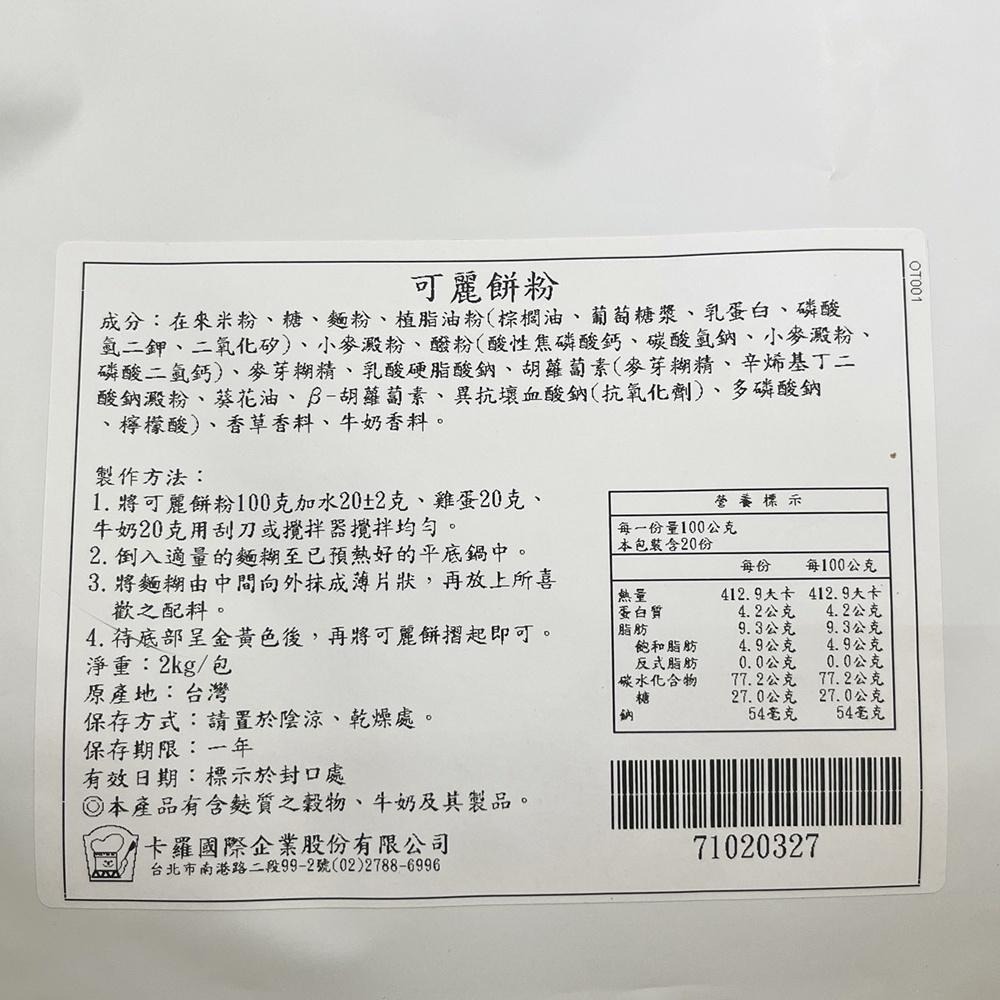 OT001
可麗餅粉
成分：在來米粉、糖、麵粉、植脂油粉(棕櫚油、葡萄糖漿、乳蛋白、磷酸
氫二鉀、二氧化矽)、小麥澱粉、醱粉(酸性焦磷酸鈣、碳酸氫鈉、小麥澱粉、
磷酸二氫鈣)、麥芽糊精、乳酸硬脂酸鈉、胡蘿蔔素(麥芽糊精、辛烯基丁二
酸鈉澱粉、葵花油、β-胡蘿蔔素、異抗壞血酸鈉(抗氧化劑)、多磷酸鈉
、檸檬酸)、香草香料、牛奶香料。
製作方法：
1. 將可麗餅粉100克加水20±2克、雞蛋20克、
牛奶20克用刮刀或攪拌器攪拌均勻。
2. 倒入適量的麵糊至已預熱好的平底鍋中。
3. 將麵糊由中間向外抹成薄片狀，再放上所喜
歡之配料。
4. 待底部呈金黃色後，再將可麗餅摺起即可。
淨重：2kg/包
原產地：台灣
保存方式：請置於陰涼、乾燥處。
保存期限：一年
有效日期：標示於封口處
◎本產品有含麩質之穀物、牛奶及其製品。
卡羅國際企業股份有限公司
台北市南港路二段99-2號(02)2788-6996
營養標示
每一份量100公克
本包裝含20份
每份 每100公克
熱量 412.9大卡 412.9大卡
蛋白質 4.2公克 4.2公克
脂肪 9.3公克 9.3公克
飽和脂肪 4.9公克 4.9公克
反式脂肪 0.0公克 0.0公克
碳水化合物 77.2公克 77.2公克
糖 27.0公克 27.0公克
鈉 54毫克 54毫克
71020327